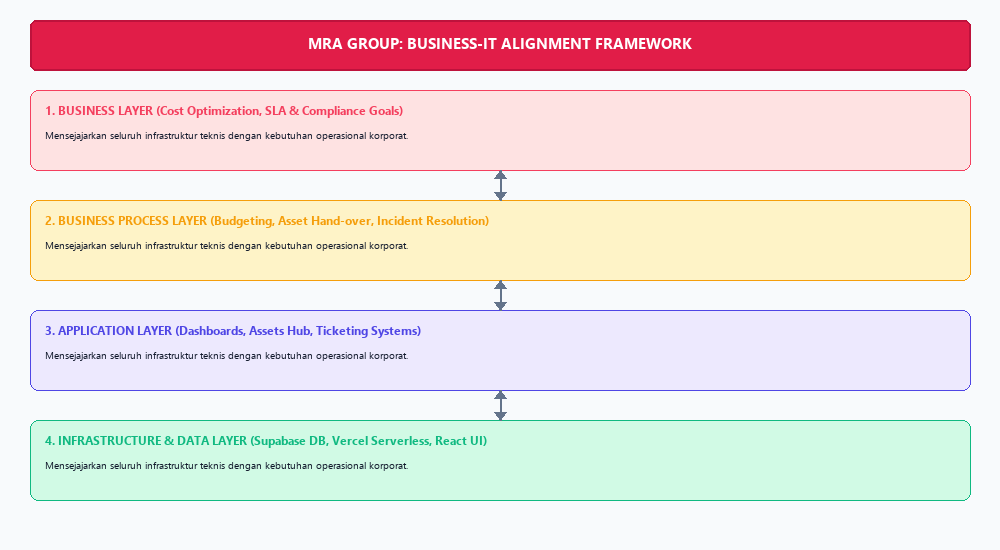 MRA GROUP: BUSINESS-IT ALIGNMENT FRAMEWORK
1. BUSINESS LAYER (Cost Optimization, SLA & Compliance Goals)
Mensejajarkan seluruh infrastruktur teknis dengan kebutuhan operasional korporat.
2. BUSINESS PROCESS LAYER (Budgeting, Asset Hand-over, Incident Resolution)
Mensejajarkan seluruh infrastruktur teknis dengan kebutuhan operasional korporat.
3. APPLICATION LAYER (Dashboards, Assets Hub, Ticketing Systems)
Mensejajarkan seluruh infrastruktur teknis dengan kebutuhan operasional korporat.
4. INFRASTRUCTURE & DATA LAYER (Supabase DB, Vercel Serverless, React UI)
Mensejajarkan seluruh infrastruktur teknis dengan kebutuhan operasional korporat.